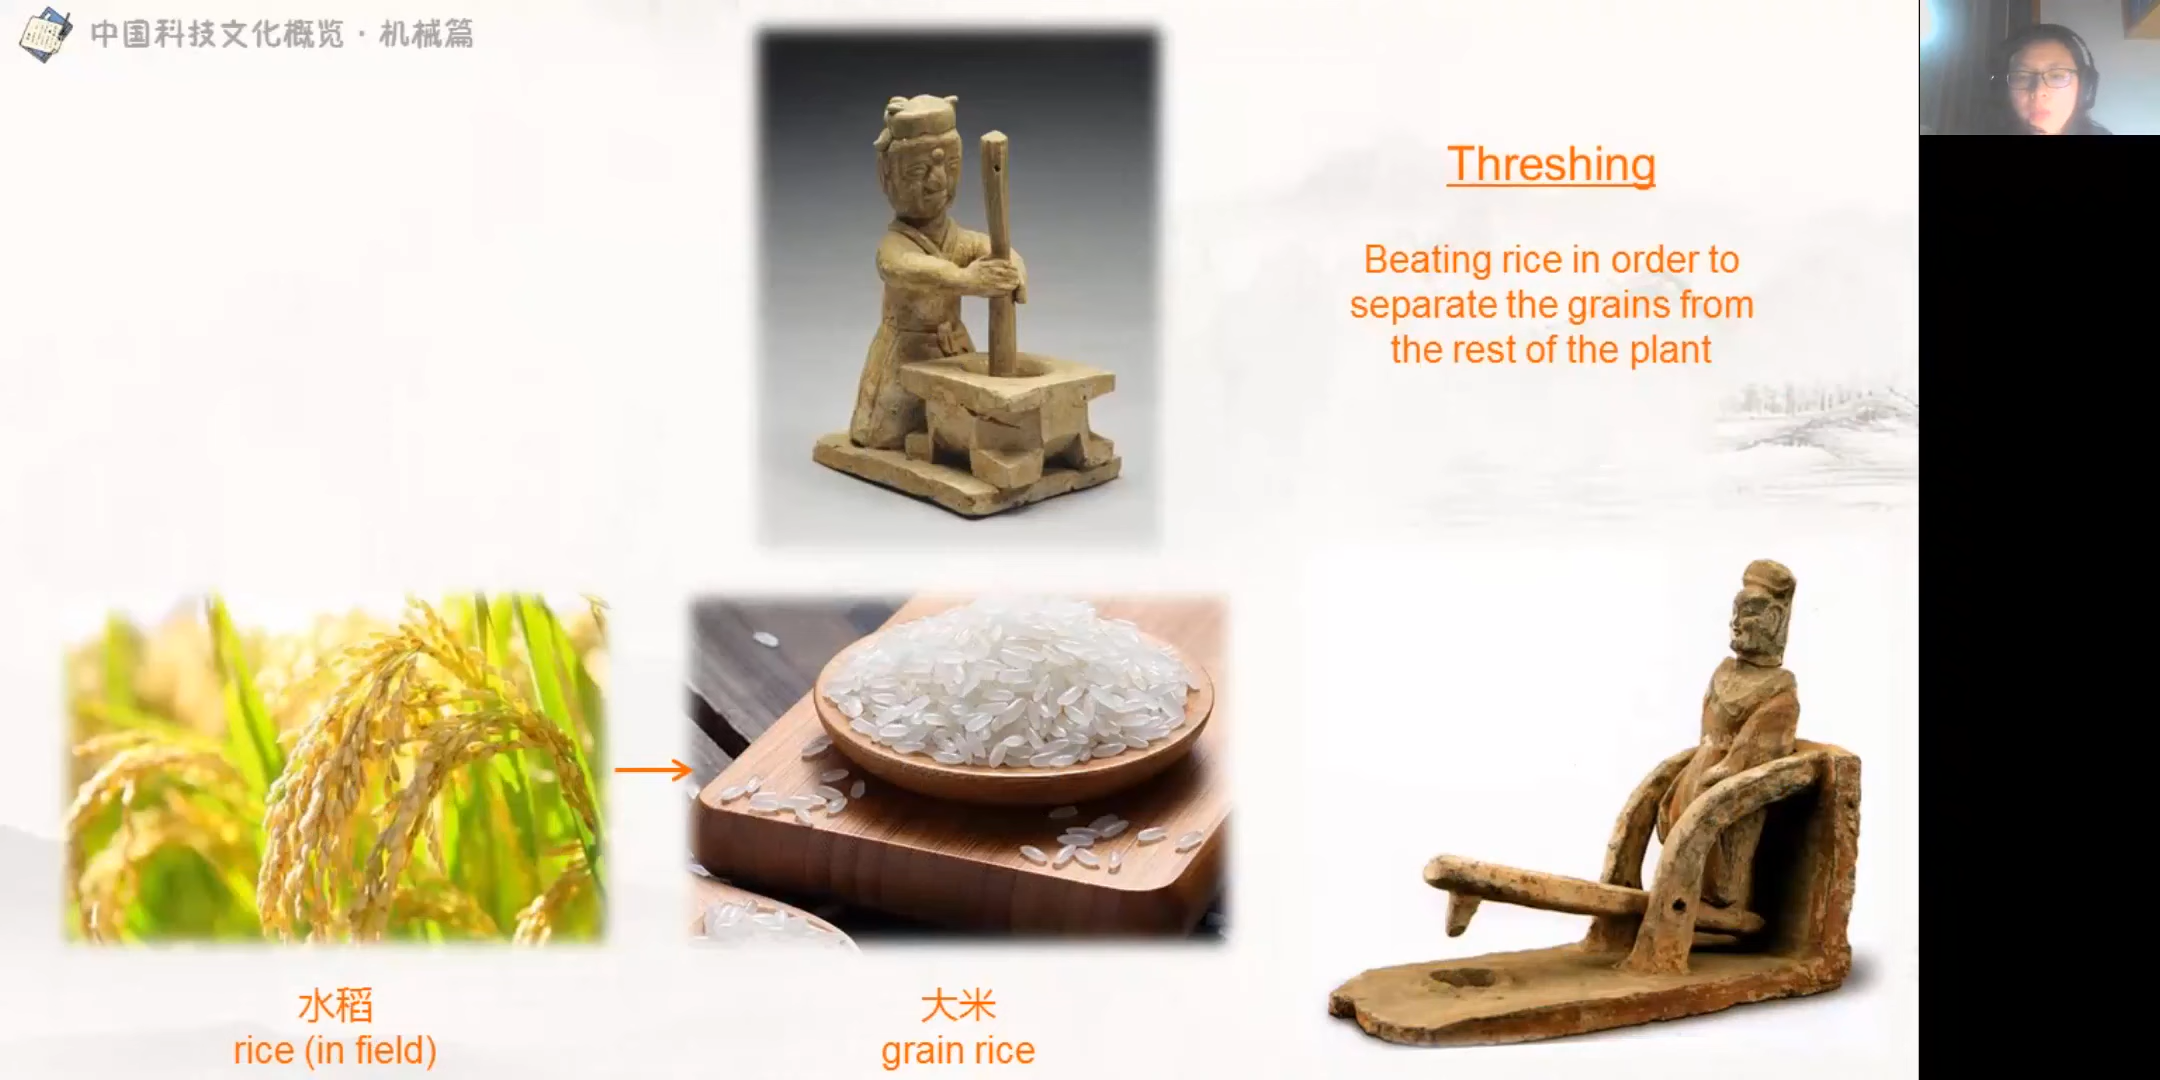 中国科技文化概览·机械篇
Threshing
Beating rice in order to
separate the grains from
the rest of the plant
水稻
rice (in field)
大米
grain rice